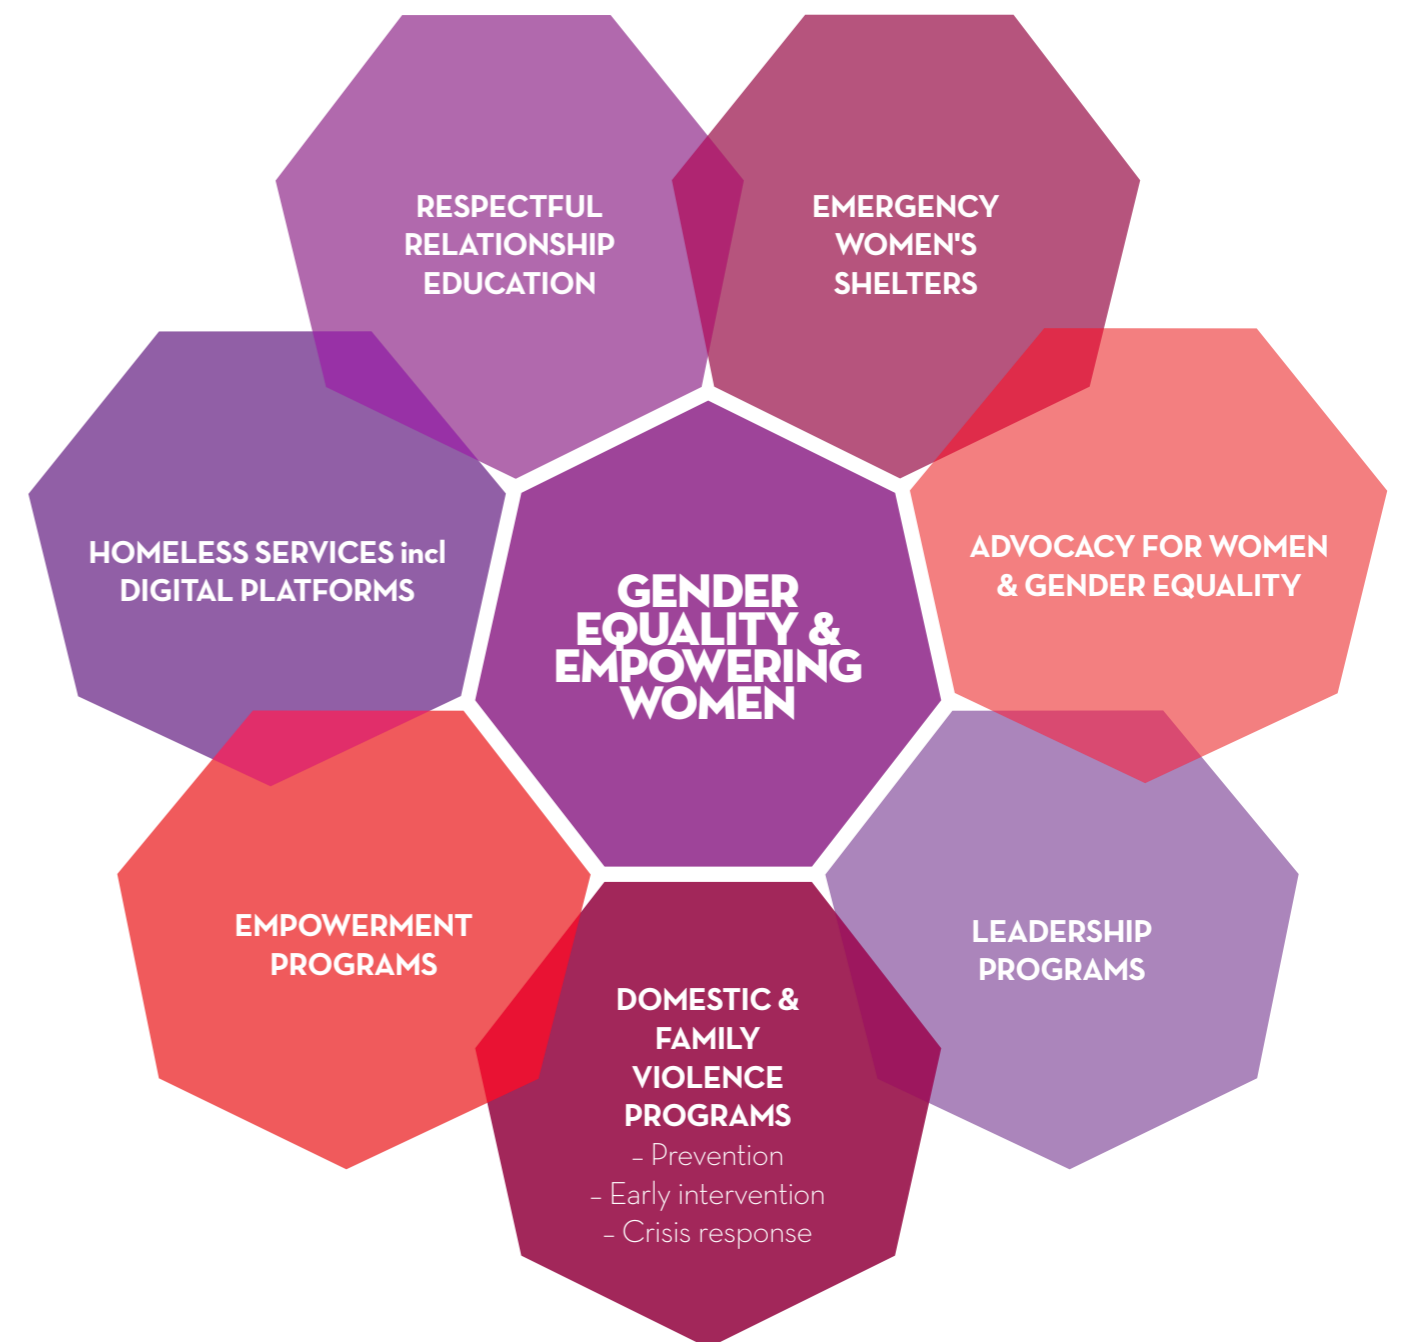 RESPECTFUL
RELATIONSHIP
EDUCATION
EMERGENCY
WOMEN'S
SHELTERS
HOMELESS SERVICES incl
DIGITAL PLATFORMS
ADVOCACY FOR WOMEN
& GENDER EQUALITY
GENDER
EQUALITY &
EMPOWERING
WOMEN
EMPOWERMENT
PROGRAMS
LEADERSHIP
PROGRAMS
DOMESTIC &
FAMILY
VIOLENCE
PROGRAMS
– Prevention
– Early intervention
– Crisis response